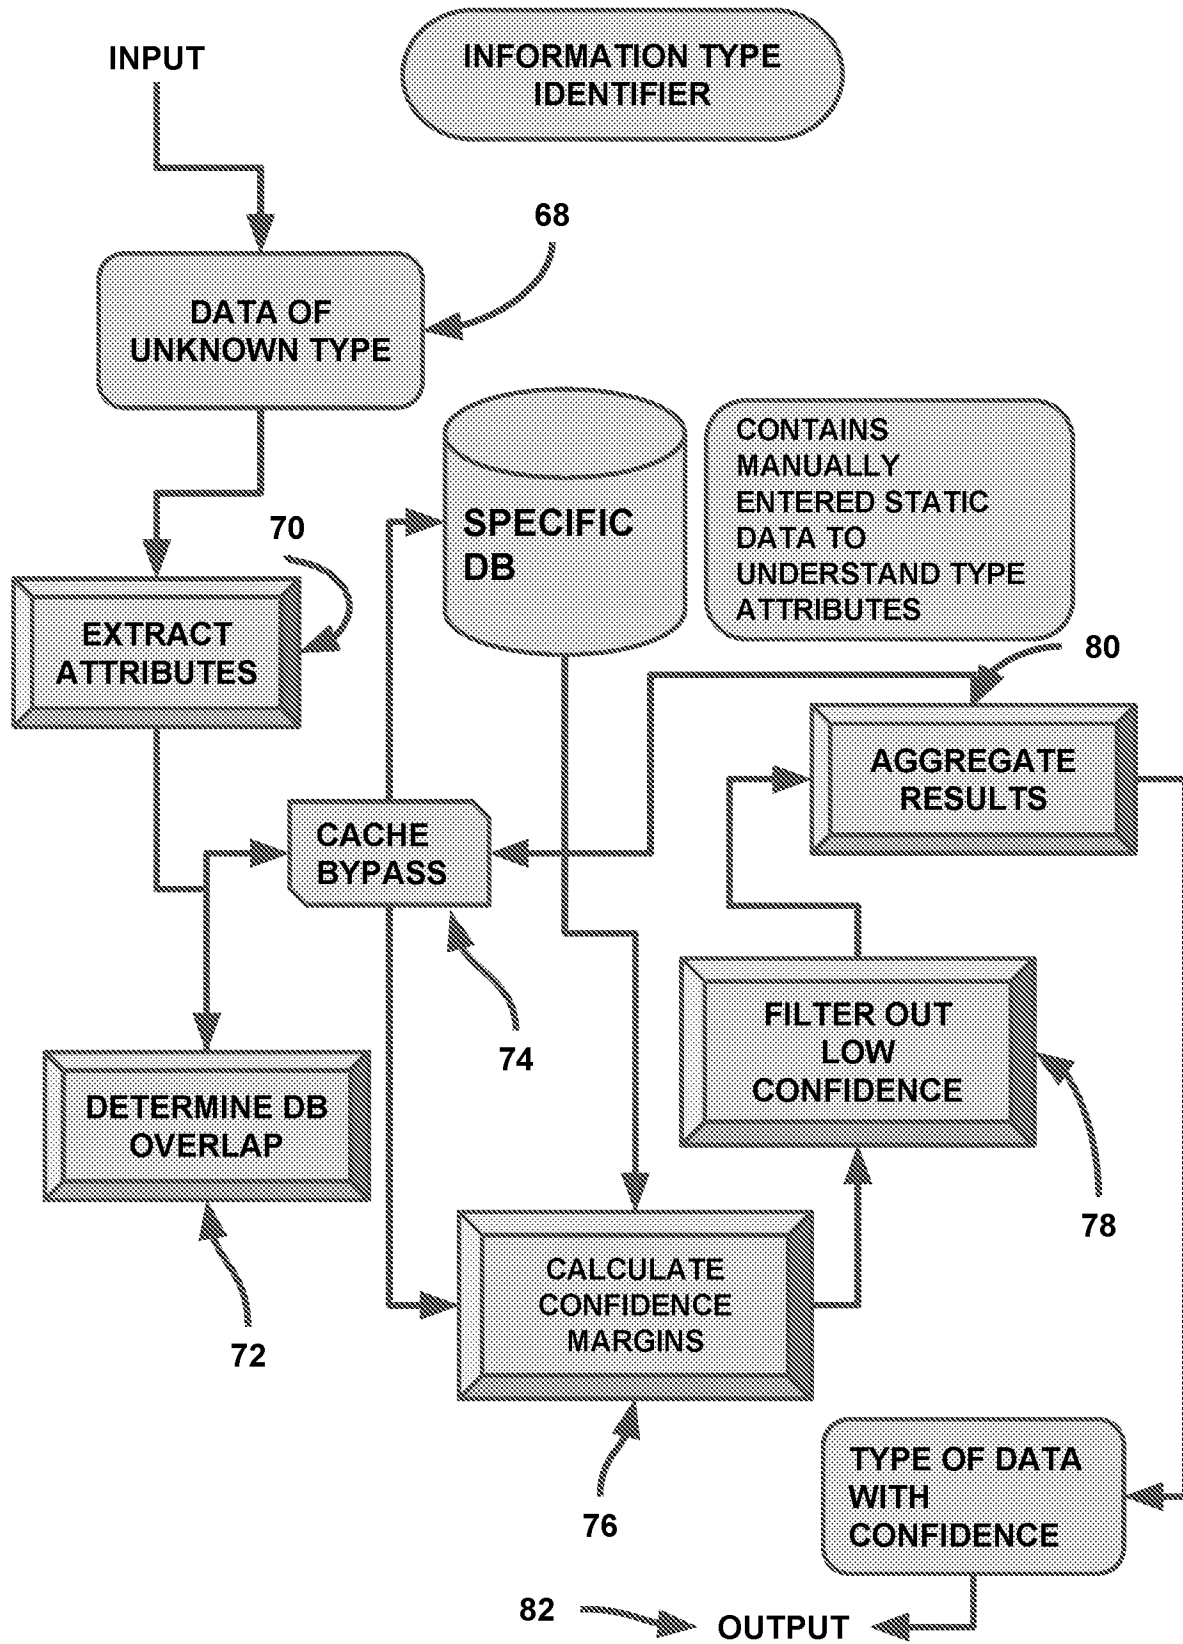 INPUT
INFORMATION TYPE
IDENTIFIER
68
DATA OF
UNKNOWN TYPE
SPECIFIC
DB
CONTAINS
MANUALLY
ENTERED STATIC
DATA TO
UNDERSTAND TYPE
ATTRIBUTES
70
EXTRACT
ATTRIBUTES
80
AGGREGATE
RESULTS
CACHE
BYPASS
74
FILTER OUT
LOW
CONFIDENCE
78
DETERMINE DB
OVERLAP
72
CALCULATE
CONFIDENCE
MARGINS
76
TYPE OF DATA
WITH
CONFIDENCE
82
OUTPUT